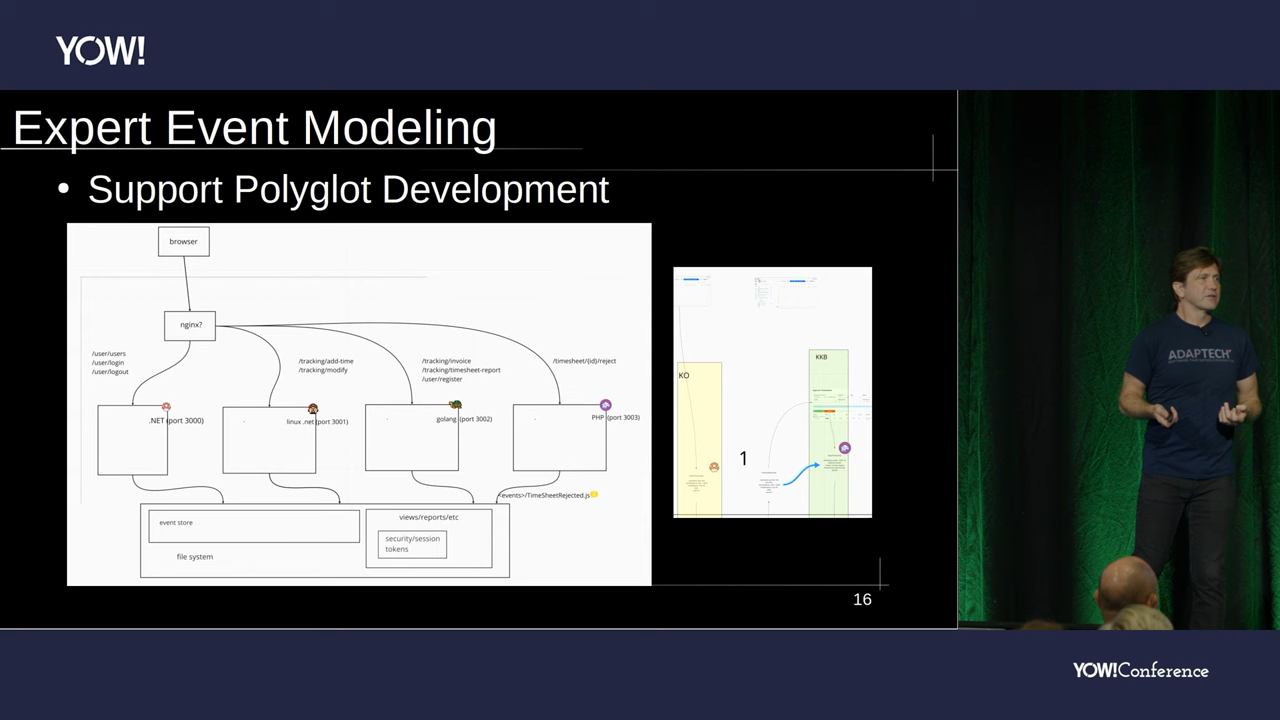 YOW!
Expert Event Modeling
• Support Polyglot Development
browser
nginx?
/user/users
/user/login
/user/logout
/tracking/add-time
/tracking/modify
/tracking/invoice
/tracking/timesheet-report
/user/register
/timesheet/{id}/reject
.NET (port 3000)
linux .net (port 3001)
golang (port 3002)
PHP (port 3003)
<events>/TimeSheetRejected.js
event store
file system
views/reports/etc
security/session
tokens
KO
1
KKB
16
ADAPTECH
YOW!Conference